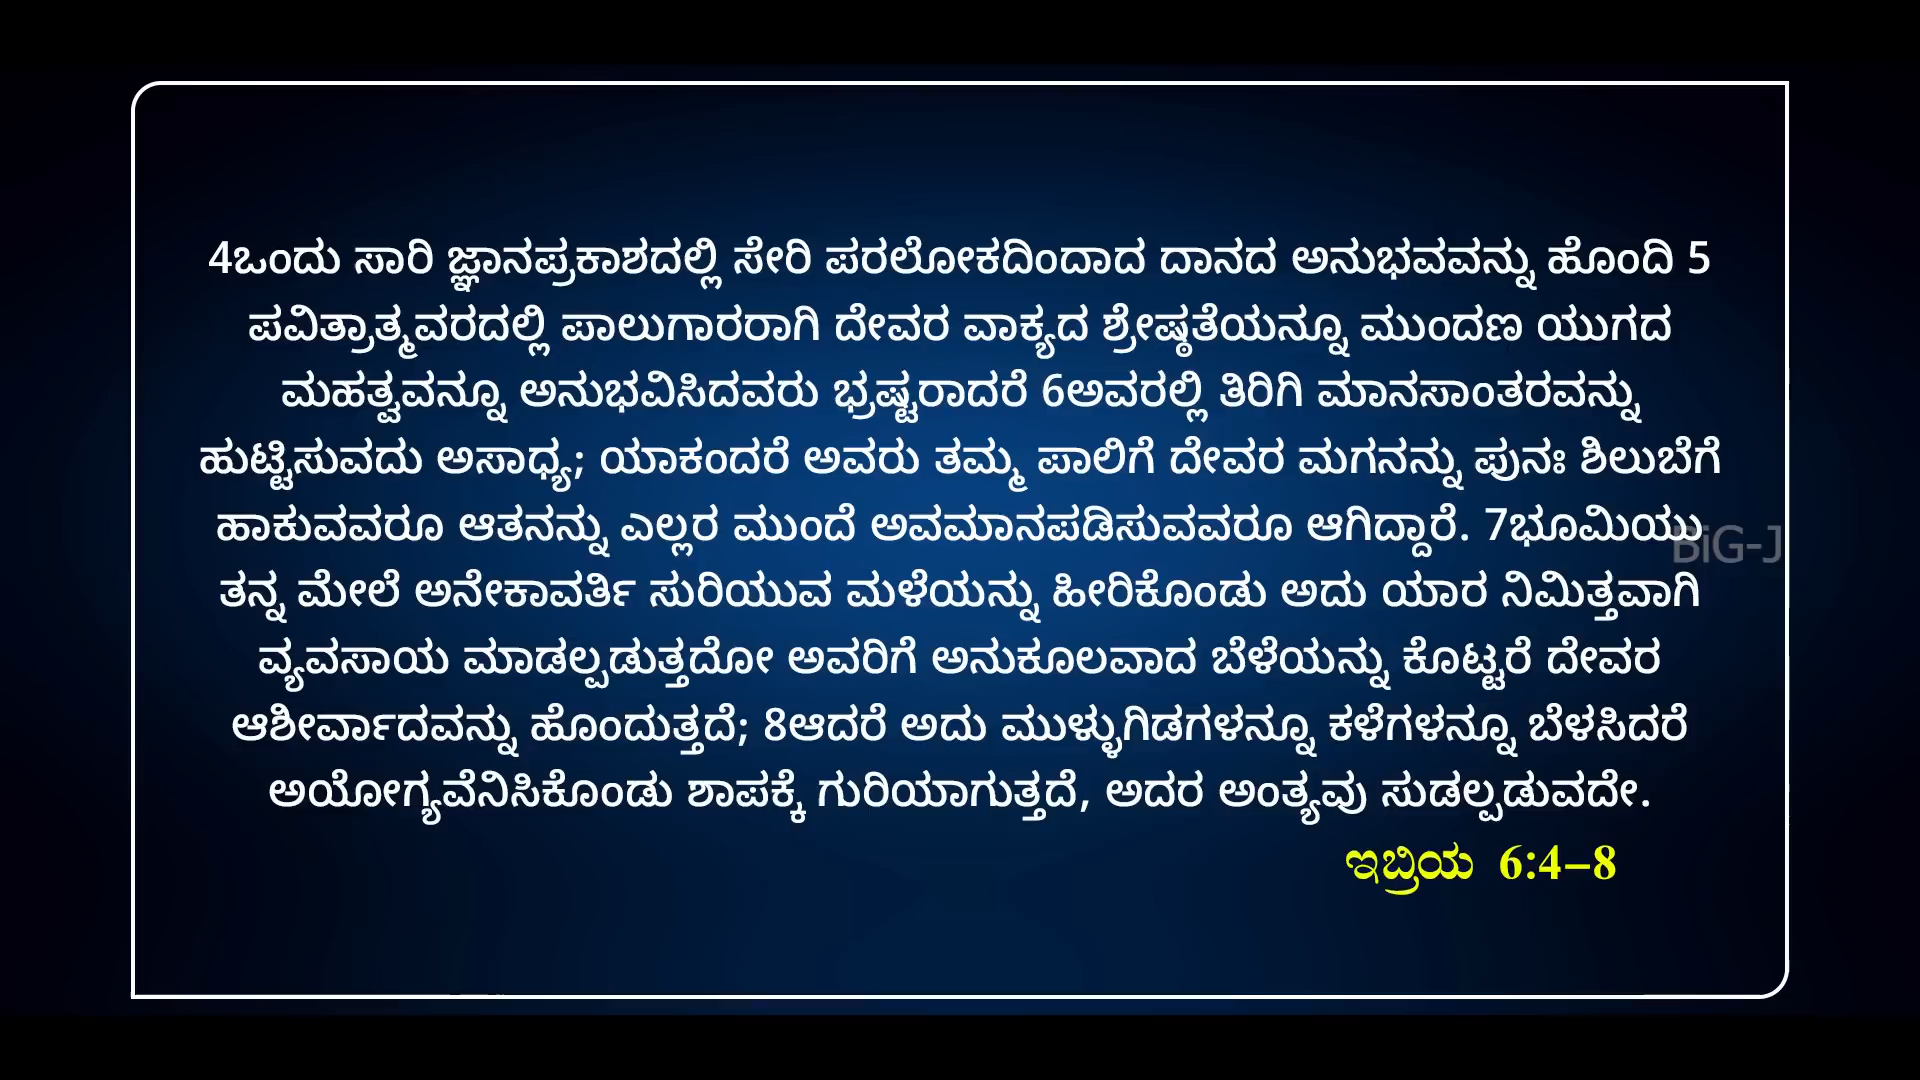 4ಒಂದು ಸಾರಿ ಜ್ಞಾನಪ್ರಕಾಶದಲ್ಲಿ ಸೇರಿ ಪರಲೋಕದಿಂದಾದ ದಾನದ ಅನುಭವವನ್ನು ಹೊಂದಿ 5
ಪವಿತ್ರಾತ್ಮವರದಲ್ಲಿ ಪಾಲುಗಾರರಾಗಿ ದೇವರ ವಾಕ್ಯದ ಶ್ರೇಷ್ಠತೆಯನ್ನೂ ಮುಂದಣ ಯುಗದ
ಮಹತ್ವವನ್ನೂ ಅನುಭವಿಸಿದವರು ಭ್ರಷ್ಟರಾದರೆ 6ಅವರಲ್ಲಿ ತಿರಿಗಿ ಮಾನಸಾಂತರವನ್ನು
ಹುಟ್ಟಿಸುವದು ಅಸಾಧ್ಯ; ಯಾಕಂದರೆ ಅವರು ತಮ್ಮ ಪಾಲಿಗೆ ದೇವರ ಮಗನನ್ನು ಪುನಃ ಶಿಲುಬೆಗೆ
ಹಾಕುವವರೂ ಆತನನ್ನು ಎಲ್ಲರ ಮುಂದೆ ಅವಮಾನಪಡಿಸುವವರೂ ಆಗಿದ್ದಾರೆ. 7ಭೂಮಿಯು
BiG-J
ತನ್ನ ಮೇಲೆ ಅನೇಕಾವರ್ತಿ ಸುರಿಯುವ ಮಳೆಯನ್ನು ಹೀರಿಕೊಂಡು ಅದು ಯಾರ ನಿಮಿತ್ತವಾಗಿ
ವ್ಯವಸಾಯ ಮಾಡಲ್ಪಡುತ್ತದೋ ಅವರಿಗೆ ಅನುಕೂಲವಾದ ಬೆಳೆಯನ್ನು ಕೊಟ್ಟರೆ ದೇವರ
ಆಶೀರ್ವಾದವನ್ನು ಹೊಂದುತ್ತದೆ; 8ಆದರೆ ಅದು ಮುಳ್ಳುಗಿಡಗಳನ್ನೂ ಕಳೆಗಳನ್ನೂ ಬೆಳಸಿದರೆ
ಅಯೋಗ್ಯವೆನಿಸಿಕೊಂಡು ಶಾಪಕ್ಕೆ ಗುರಿಯಾಗುತ್ತದೆ, ಅದರ ಅಂತ್ಯವು ಸುಡಲ್ಪಡುವದೇ.
ಇಬ್ರಿಯ 6:4–8